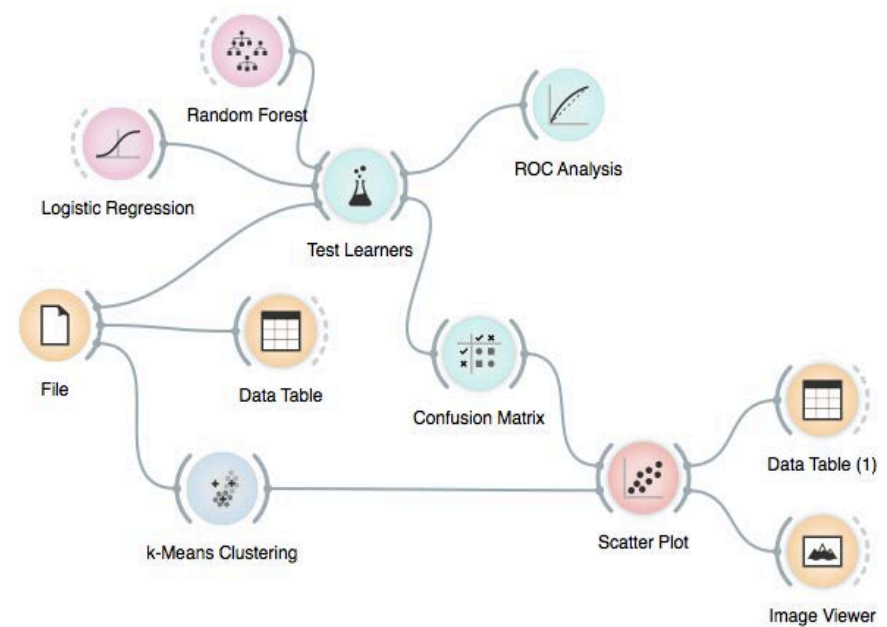 Random Forest
ROC Analysis
Logistic Regression
Test Learners
File
Data Table
Confusion Matrix
Data Table (1)
k-Means Clustering
Scatter Plot
Image Viewer